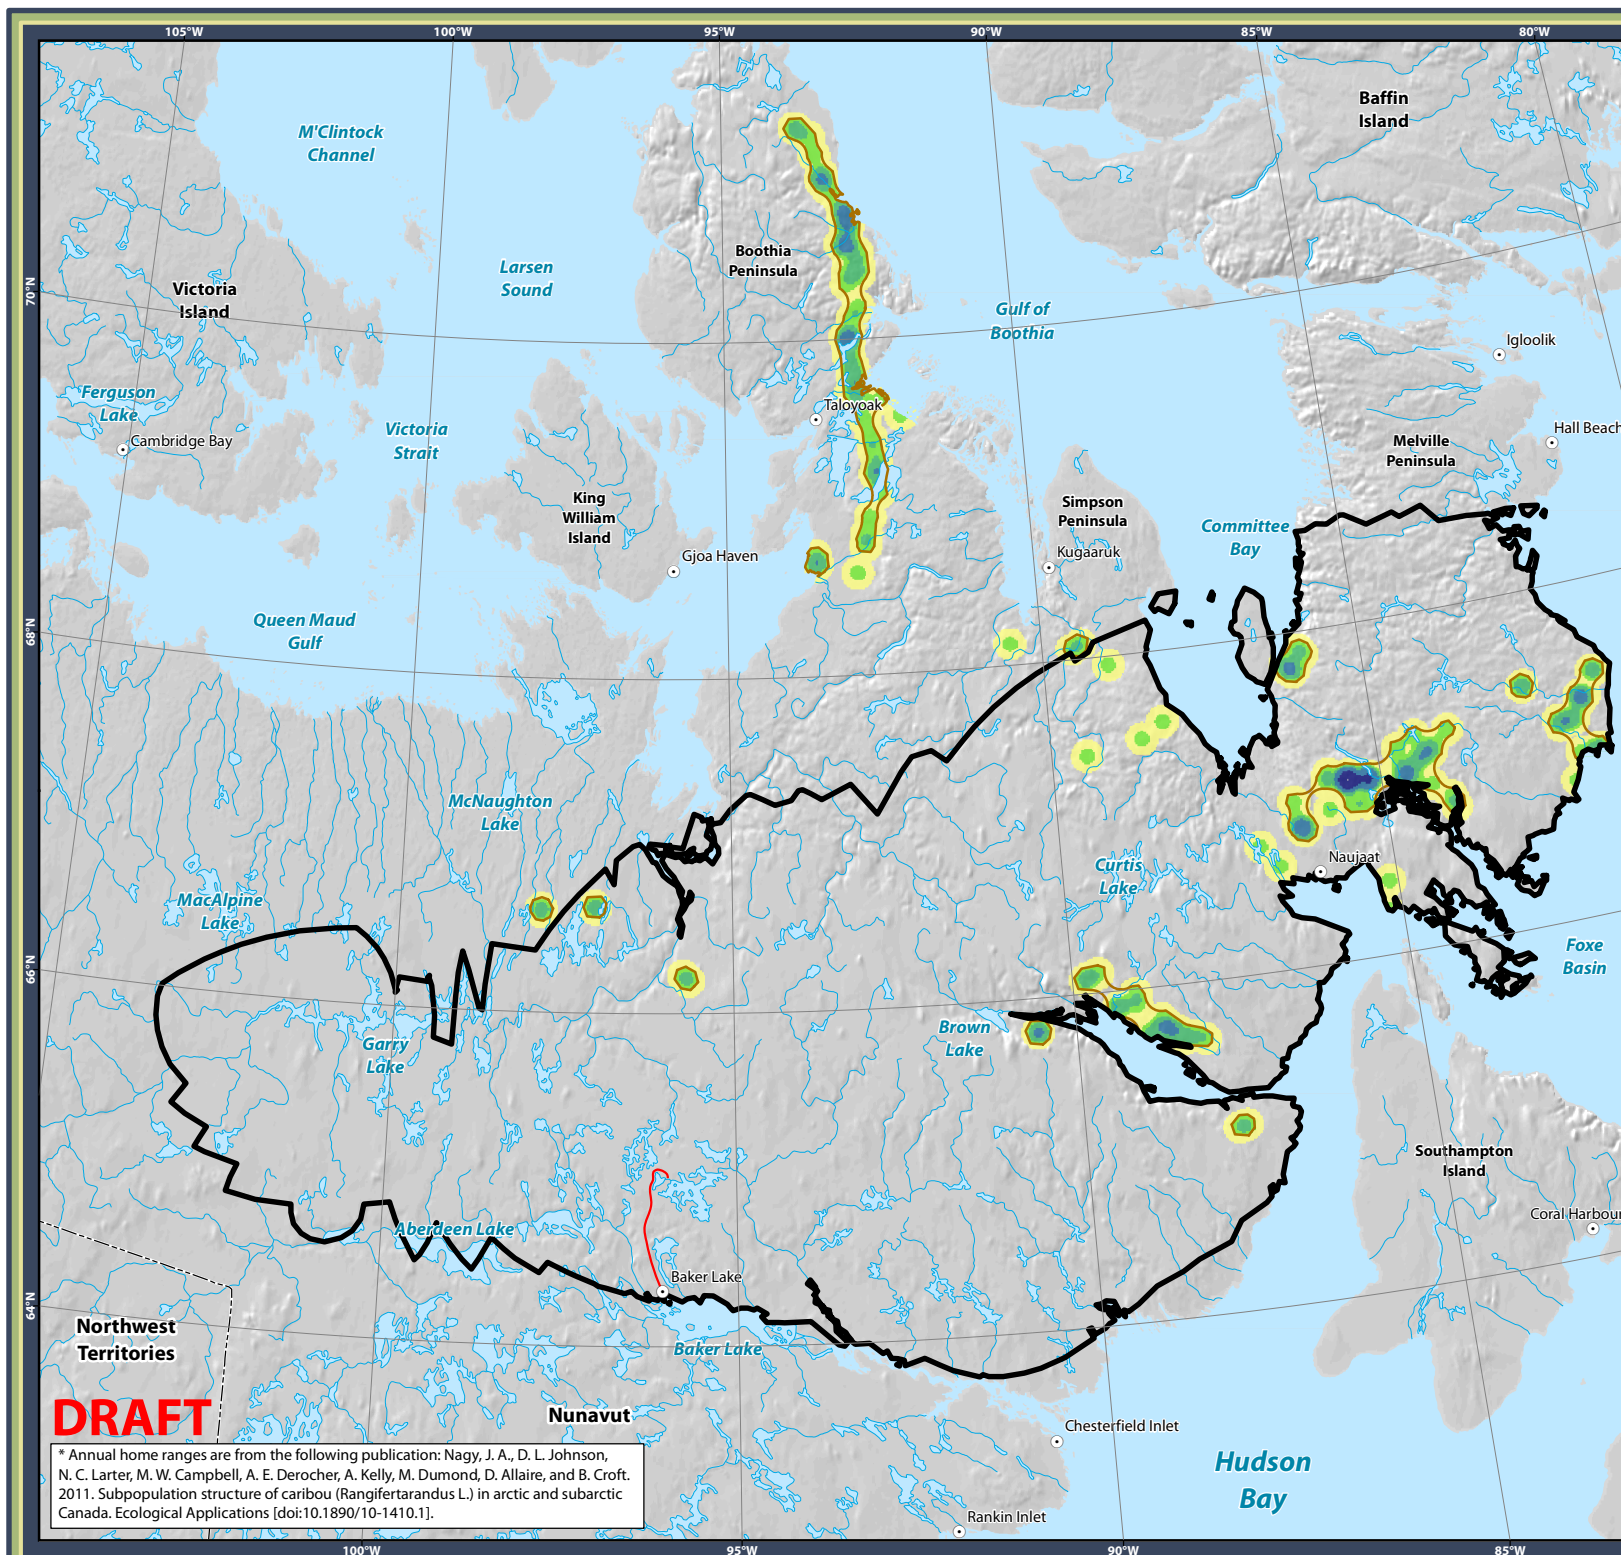 105°W
100°W
95°W
90°W
85°W
80°W
M'Clintock
Channel
Baffin
Island
Boothia
Peninsula
Larsen
Sound
Victoria
Island
70°N
Gulf of
Boothia
Igloolik
Ferguson
Lake
Taloyoak
Cambridge Bay
Victoria
Strait
Hall Beach
Melville
Peninsula
King
William
Island
Simpson
Peninsula
Committee
Bay
Gjoa Haven
Kugaaruk
Queen Maud
Gulf
68°N
McNaughton
Lake
Curtis
Lake
Naujaat
MacAlpine
Lake
66°N
Foxe
Basin
Garry
Lake
Brown
Lake
Southampton
Island
Aberdeen Lake
Coral Harbour
Baker Lake
64°N
Northwest
Territories
Baker Lake
DRAFT
Nunavut
Chesterfield Inlet
Hudson
Bay
* Annual home ranges are from the following publication: Nagy, J. A., D. L. Johnson,
N. C. Larter, M. W. Campbell, A. E. Derocher, A. Kelly, M. Dumond, D. Allaire, and B. Croft.
2011. Subpopulation structure of caribou (Rangifertarandus L.) in arctic and subarctic
Canada. Ecological Applications [doi:10.1890/10-1410.1].
Rankin Inlet
100°W
95°W
90°W
85°W